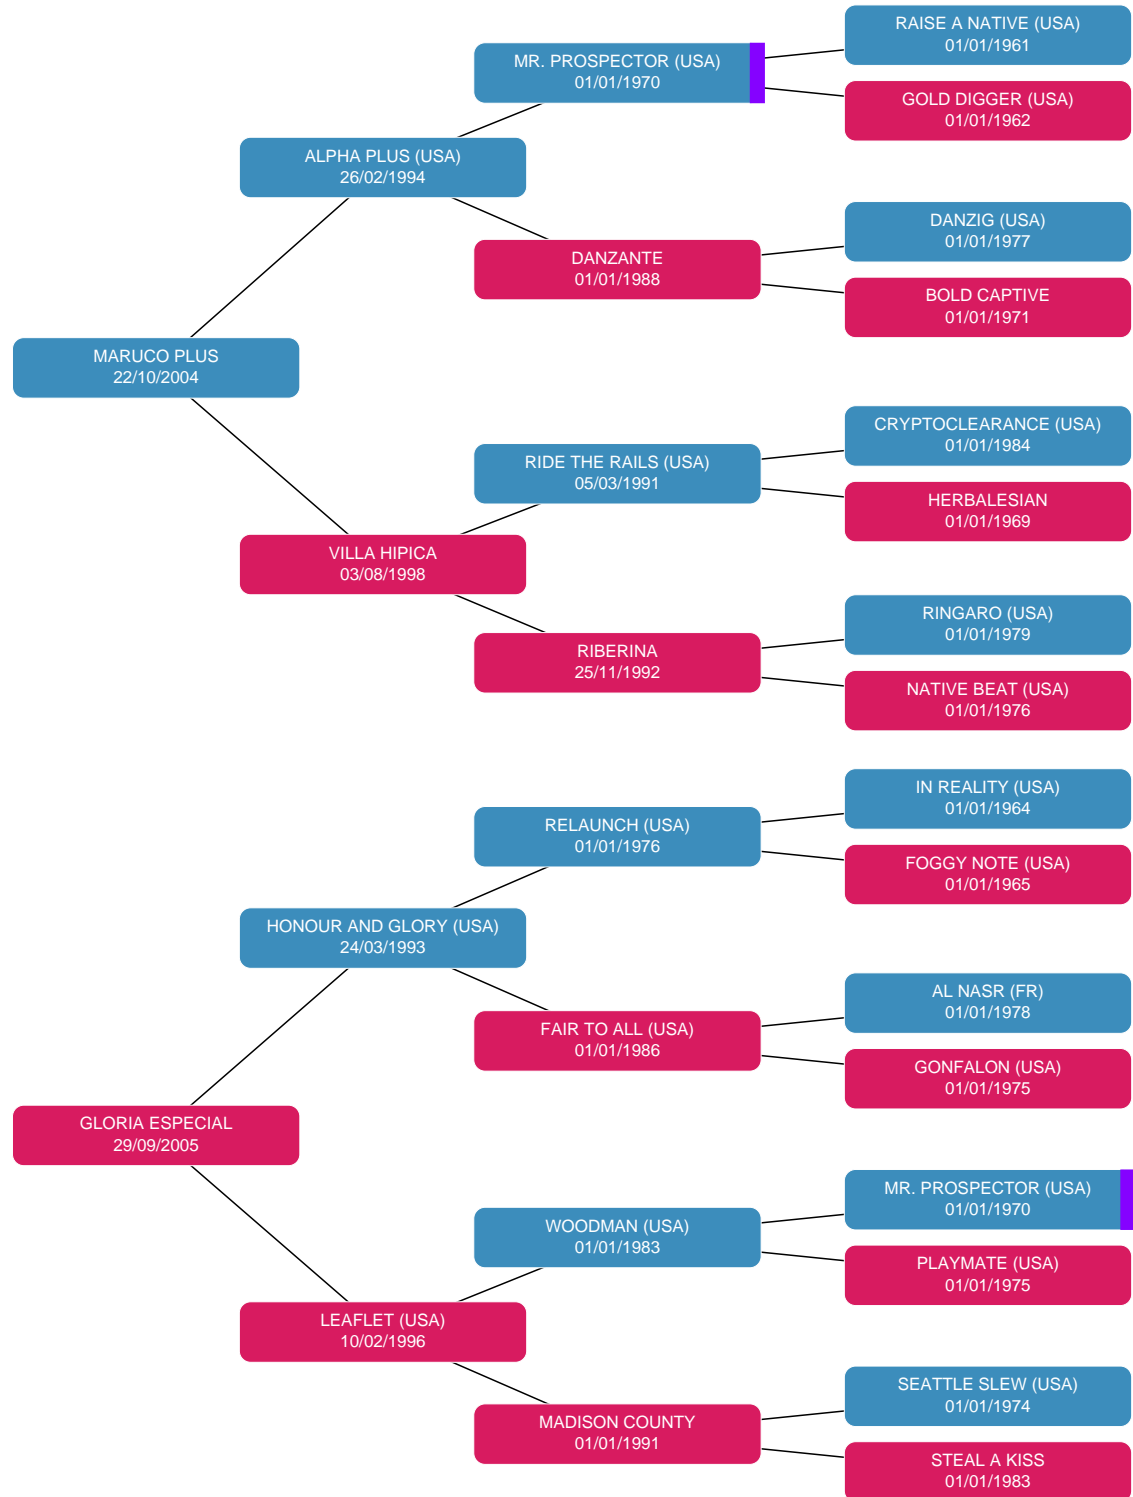 RAISE A NATIVE (USA)
01/01/1961
MR. PROSPECTOR (USA)
01/01/1970
GOLD DIGGER (USA)
01/01/1962
ALPHA PLUS (USA)
26/02/1994
DANZIG (USA)
01/01/1977
DANZANTE
01/01/1988
BOLD CAPTIVE
01/01/1971
MARUCO PLUS
22/10/2004
CRYPTOCLEARANCE (USA)
01/01/1984
RIDE THE RAILS (USA)
05/03/1991
HERBALESIAN
01/01/1969
VILLA HIPICA
03/08/1998
RINGARO (USA)
01/01/1979
RIBERINA
25/11/1992
NATIVE BEAT (USA)
01/01/1976
IN REALITY (USA)
01/01/1964
RELAUNCH (USA)
01/01/1976
FOGGY NOTE (USA)
01/01/1965
HONOUR AND GLORY (USA)
24/03/1993
AL NASR (FR)
01/01/1978
FAIR TO ALL (USA)
01/01/1986
GONFALON (USA)
01/01/1975
GLORIA ESPECIAL
29/09/2005
MR. PROSPECTOR (USA)
01/01/1970
WOODMAN (USA)
01/01/1983
PLAYMATE (USA)
01/01/1975
LEAFLET (USA)
10/02/1996
SEATTLE SLEW (USA)
01/01/1974
MADISON COUNTY
01/01/1991
STEAL A KISS
01/01/1983